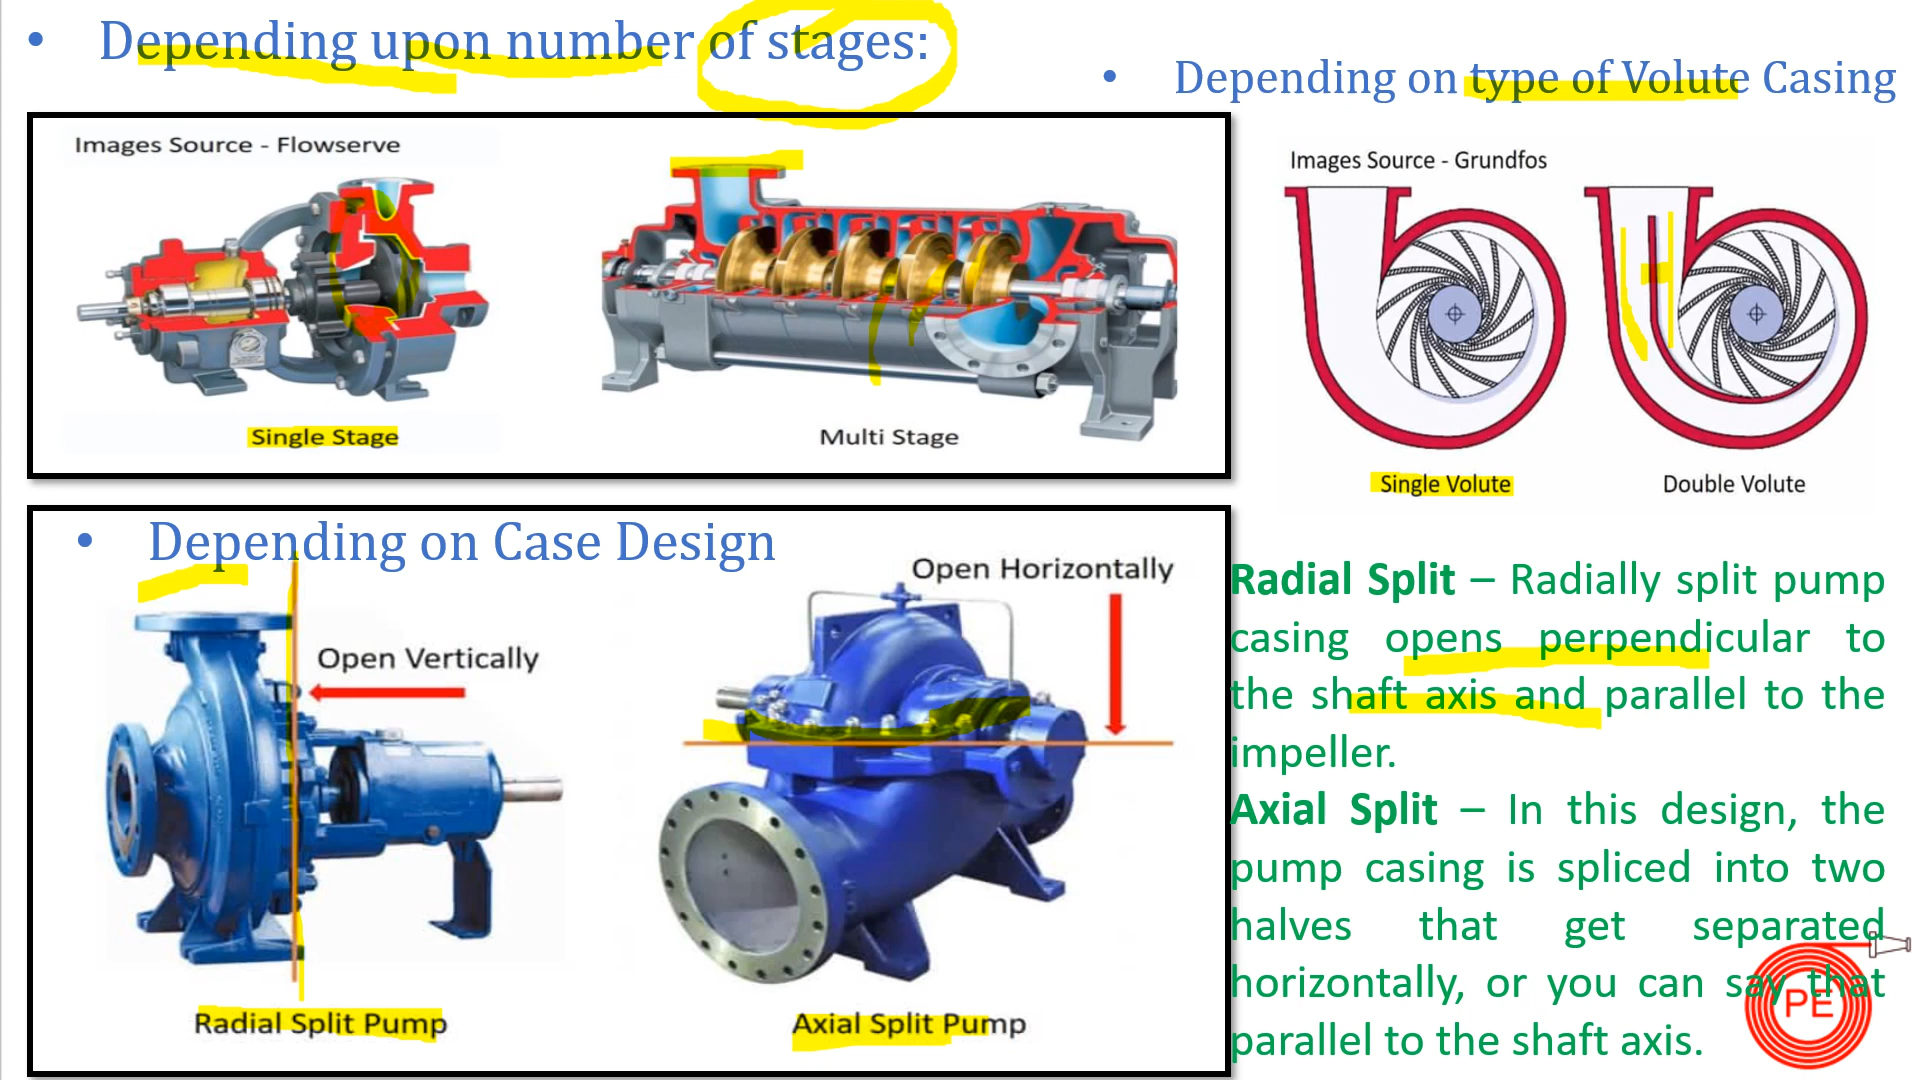 • Depending upon number of stages:
Images Source - Flowserve
Single Stage
Multi Stage
• Depending on type of Volute Casing
Images Source - Grundfos
Single Volute
Double Volute
• Depending on Case Design
Open Vertically
Open Horizontally
Radial Split Pump
Axial Split Pump
Radial Split – Radially split pump
casing opens perpendicular to
the shaft axis and parallel to the
impeller.
Axial Split – In this design, the
pump casing is spliced into two
halves that get separated
horizontally, or you can say that
parallel to the shaft axis.
PE